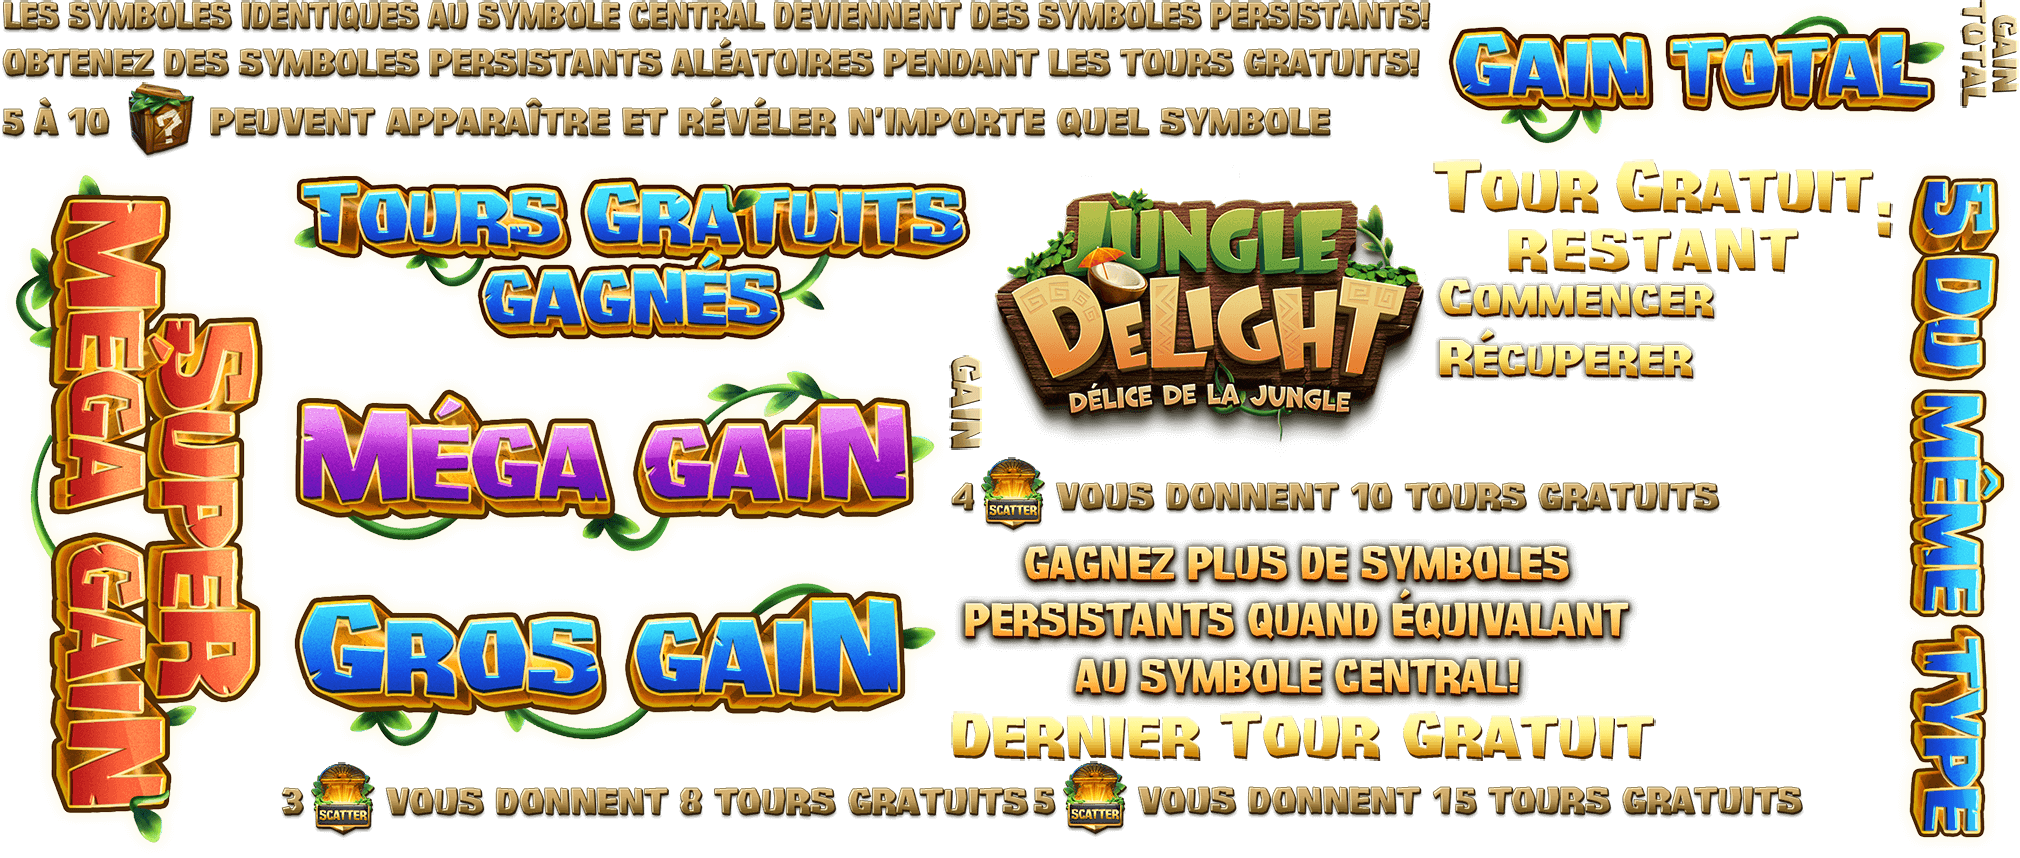 LES SYMBOLES IDENTIQUES AU SYMBOLE CENTRAL DEVIENNENT DES SYMBOLES PERSISTANTS!
OBTENEZ DES SYMBOLES PERSISTANTS ALÉATOIRES PENDANT LES TOURS GRATUITS!
5 À 10 ? PEUVENT APPARAÎTRE ET RÉVÉLER N'IMPORTE QUEL SYMBOLE
GAIN TOTAL
GAIN
TOTAL
SUPER
MEGA GAIN
TOURS GRATUITS
GAGNÉS
MÉGA GAIN
GROS GAIN
JUNGLE
DELIGHT
DÉLICE DE LA JUNGLE
GAIN
TOUR GRATUIT :
RESTANT
COMMENCER
RÉCUPERER
5 DU MÊME TYPE
4 SCATTER VOUS DONNENT 10 TOURS GRATUITS
GAGNEZ PLUS DE SYMBOLES
PERSISTANTS QUAND ÉQUIVALANT
AU SYMBOLE CENTRAL!
DERNIER TOUR GRATUIT
3 SCATTER VOUS DONNENT 8 TOURS GRATUITS
5 SCATTER VOUS DONNENT 15 TOURS GRATUITS